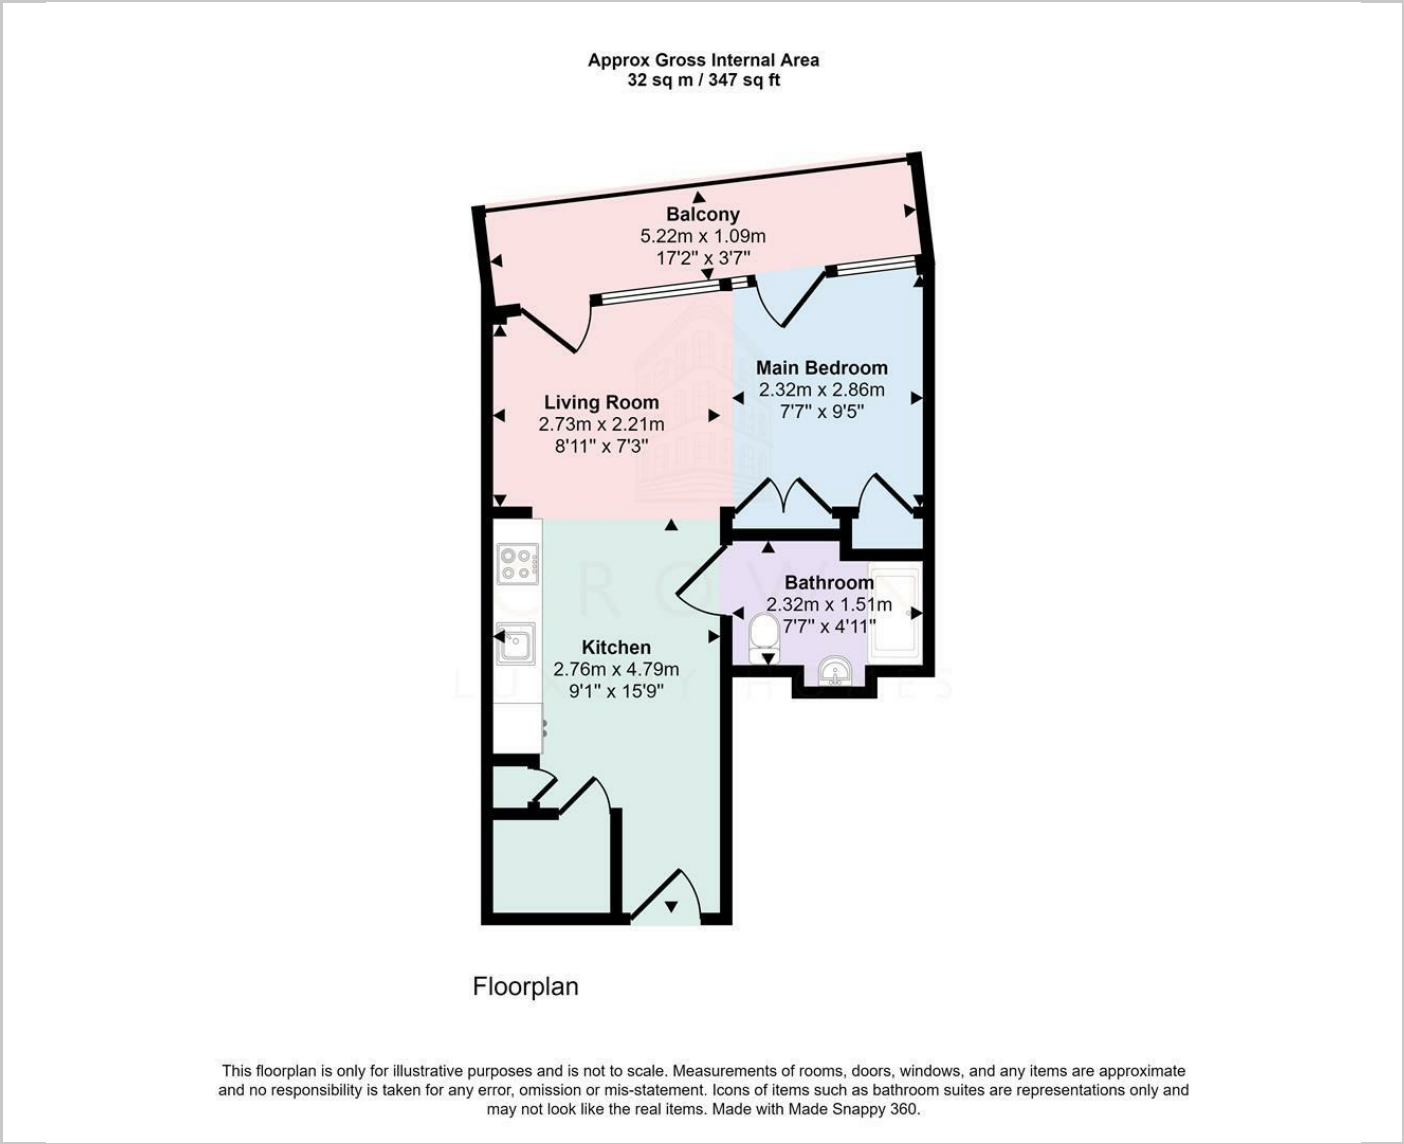 Approx Gross Internal Area
32 sq m / 347 sq ft
Balcony
5.22m x 1.09m
17'2" x 3'7"
Main Bedroom
2.32m x 2.86m
7'7" x 9'5"
Living Room
2.73m x 2.21m
8'11" x 7'3"
CROWN
LUXURY HOMES
Bathroom
2.32m x 1.51m
7'7" x 4'11"
Kitchen
2.76m x 4.79m
9'1" x 15'9"
Floorplan
This floorplan is only for illustrative purposes and is not to scale. Measurements of rooms, doors, windows, and any items are approximate
and no responsibility is taken for any error, omission or mis-statement. Icons of items such as bathroom suites are representations only and
may not look like the real items. Made with Made Snappy 360.